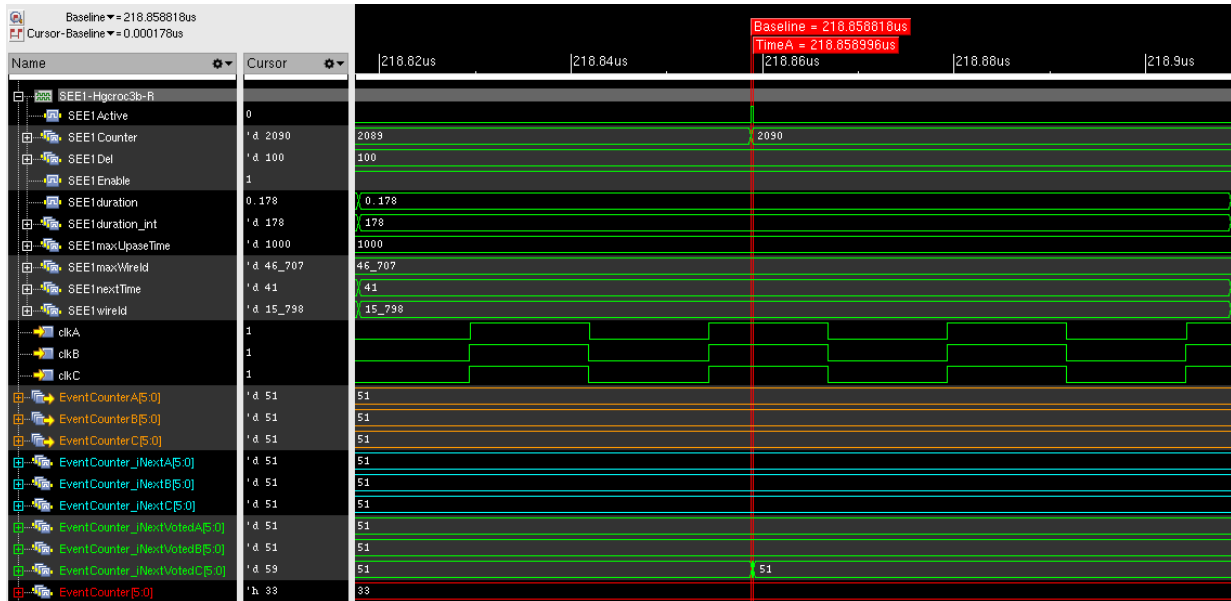 Baseline▼= 218.858818us
Cursor-Baseline▼= 0.000178us
Baseline = 218.858818us
TimeA = 218.858996us
Name Cursor 218.82us 218.84us 218.86us 218.88us 218.9us
SEE1-Hgcroc3b-R
SEE1Active 0
SEE1Counter 'd 2090 2089 2090
SEE1Del 'd 100 100
SEE1Enable 1
SEE1duration 0.178 0.178
SEE1duration_int 'd 178 178
SEE1maxUpaseTime 'd 1000 1000
SEE1maxWireId 'd 46_707 46_707
SEE1nextTime 'd 41 41
SEE1wireId 'd 15_798 15_798
clkA 1
clkB 1
clkC 1
EventCounterA[5:0] 'd 51 51
EventCounterB[5:0] 'd 51 51
EventCounterC[5:0] 'd 51 51
EventCounter_iNextA[5:0] 'd 51 51
EventCounter_iNextB[5:0] 'd 51 51
EventCounter_iNextC[5:0] 'd 51 51
EventCounter_iNextVotedA[5:0] 'd 51 51
EventCounter_iNextVotedB[5:0] 'd 51 51
EventCounter_iNextVotedC[5:0] 'd 59 51 51
EventCounter[5:0] 'h 33 33